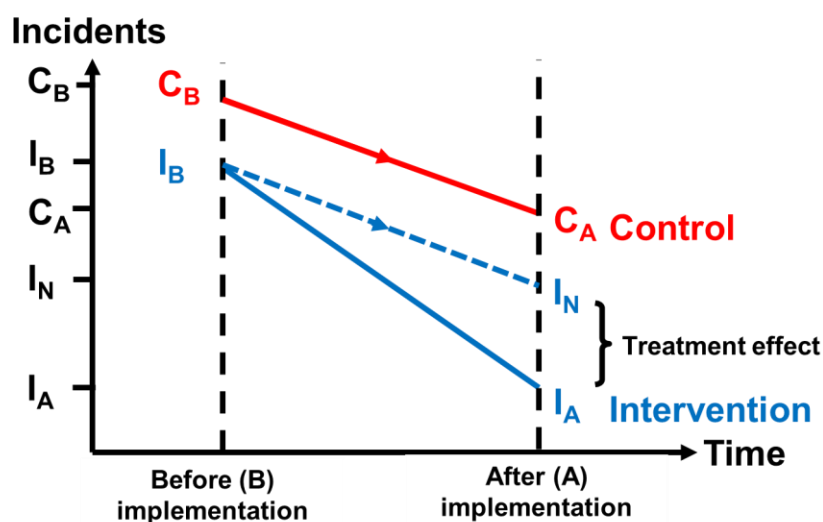 Incidents
C_B
C_B
I_B
I_B
C_A
C_A Control
I_N
I_N
Treatment effect
I_A
I_A Intervention
Time
Before (B)
implementation
After (A)
implementation